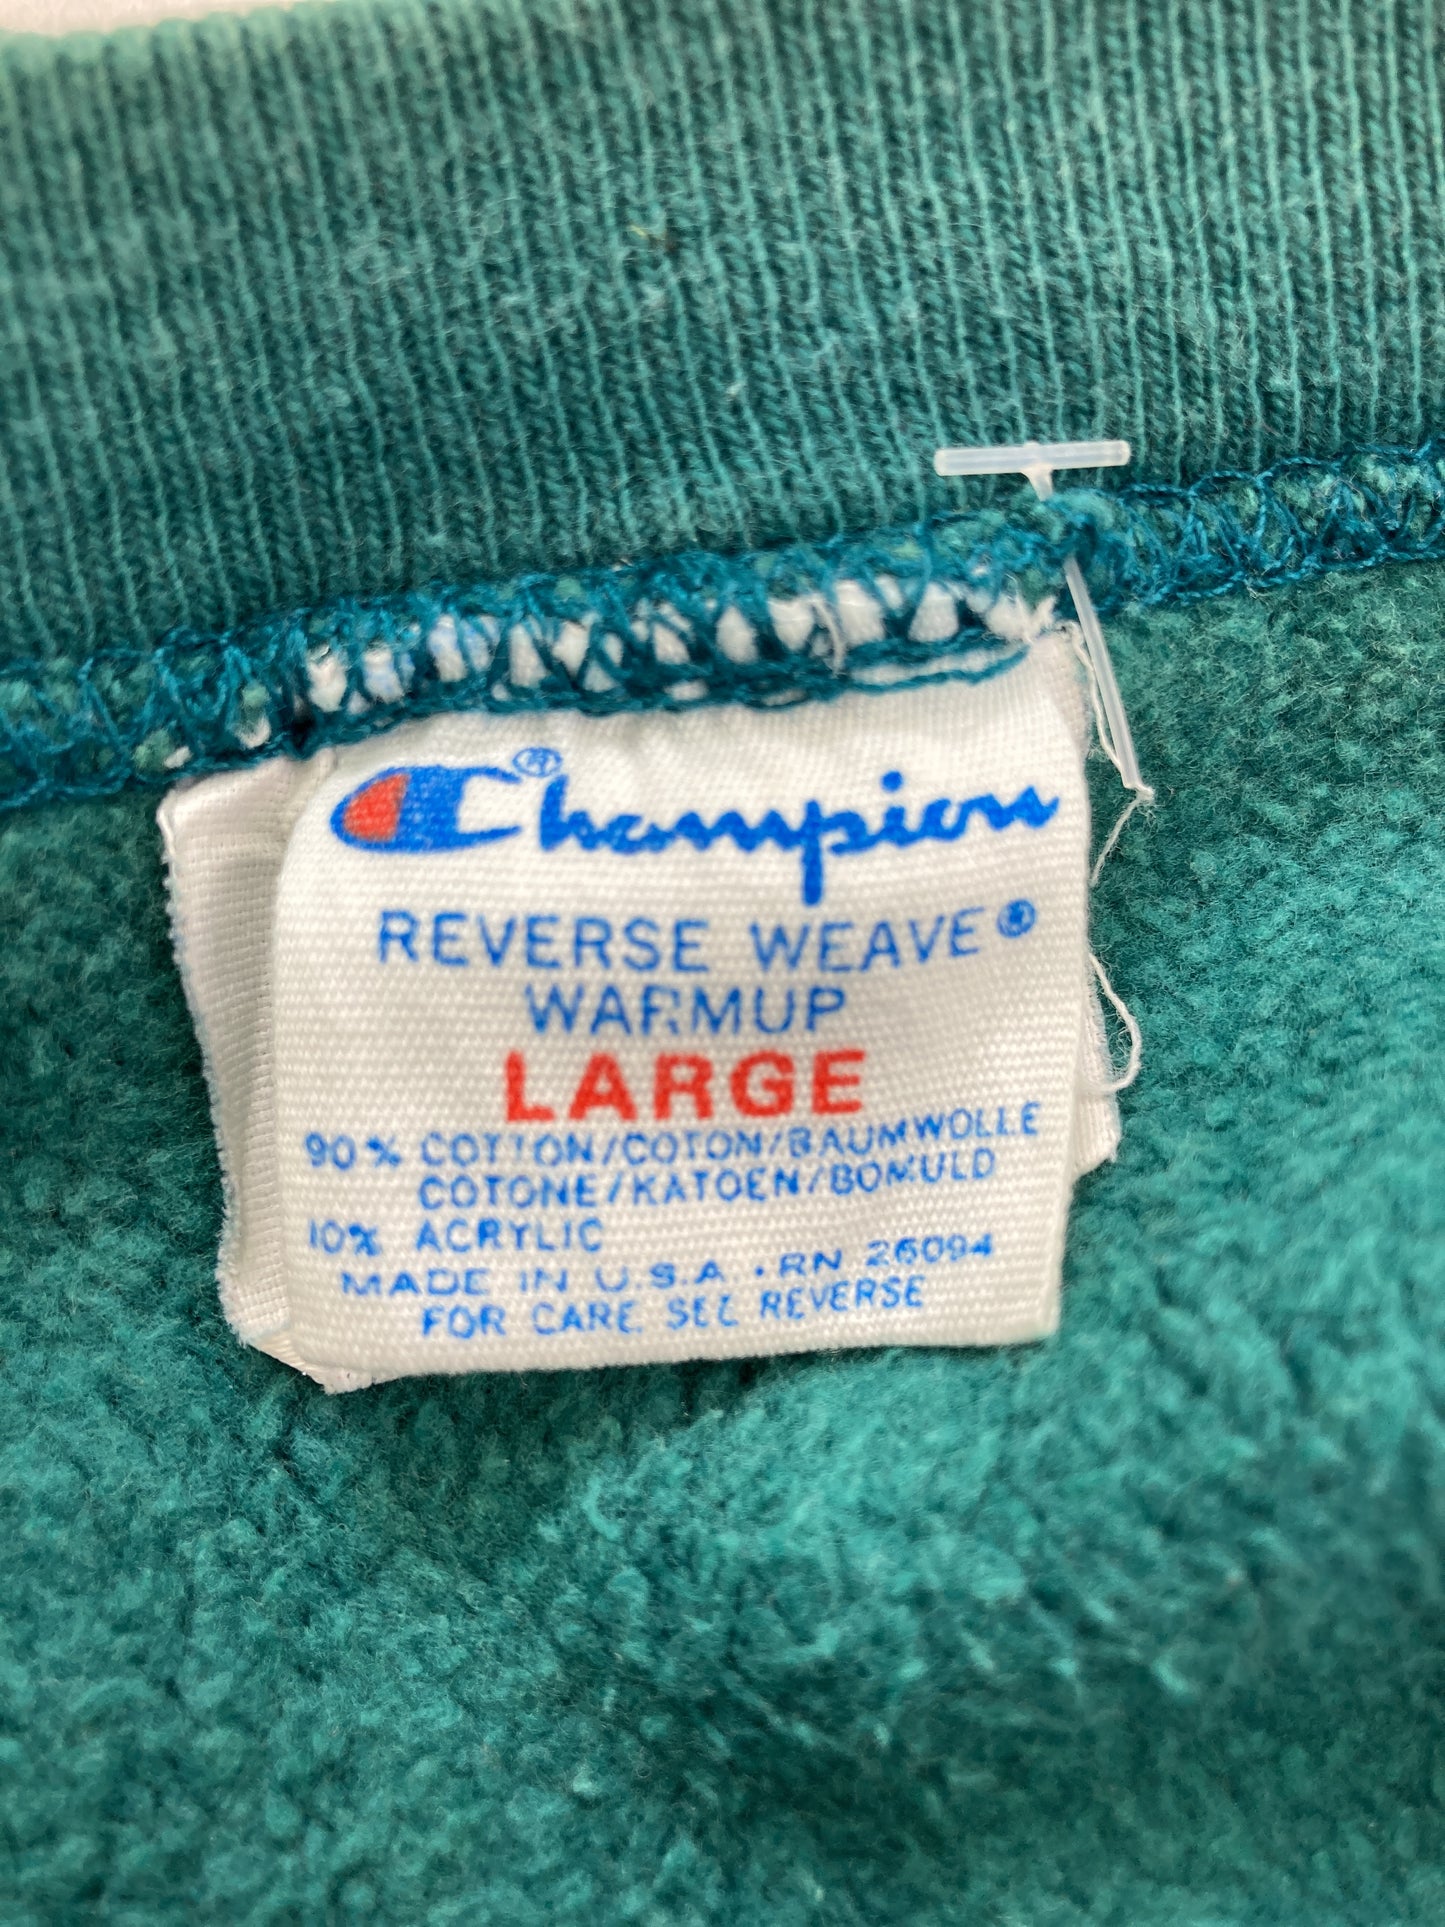 Champion®
REVERSE WEAVE®
WARMUP
LARGE
90% COTTON/COTON/BAUMWOLLE
COTONE/KATOEN/BOMULD
10% ACRYLIC
MADE IN U.S.A. • RN 26094
FOR CARE SEE REVERSE